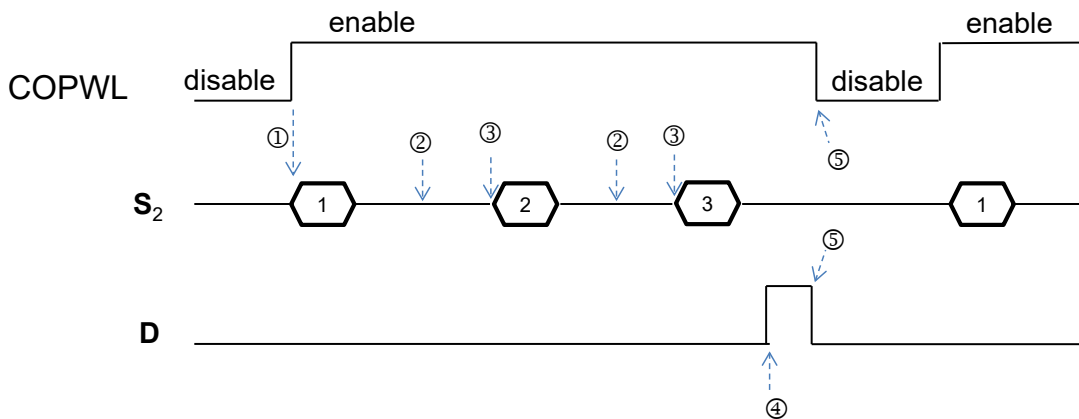 enable
enable
disable
disable
COPWL
①
②
③
②
③
⑤
S₂
1
2
3
1
⑤
D
④